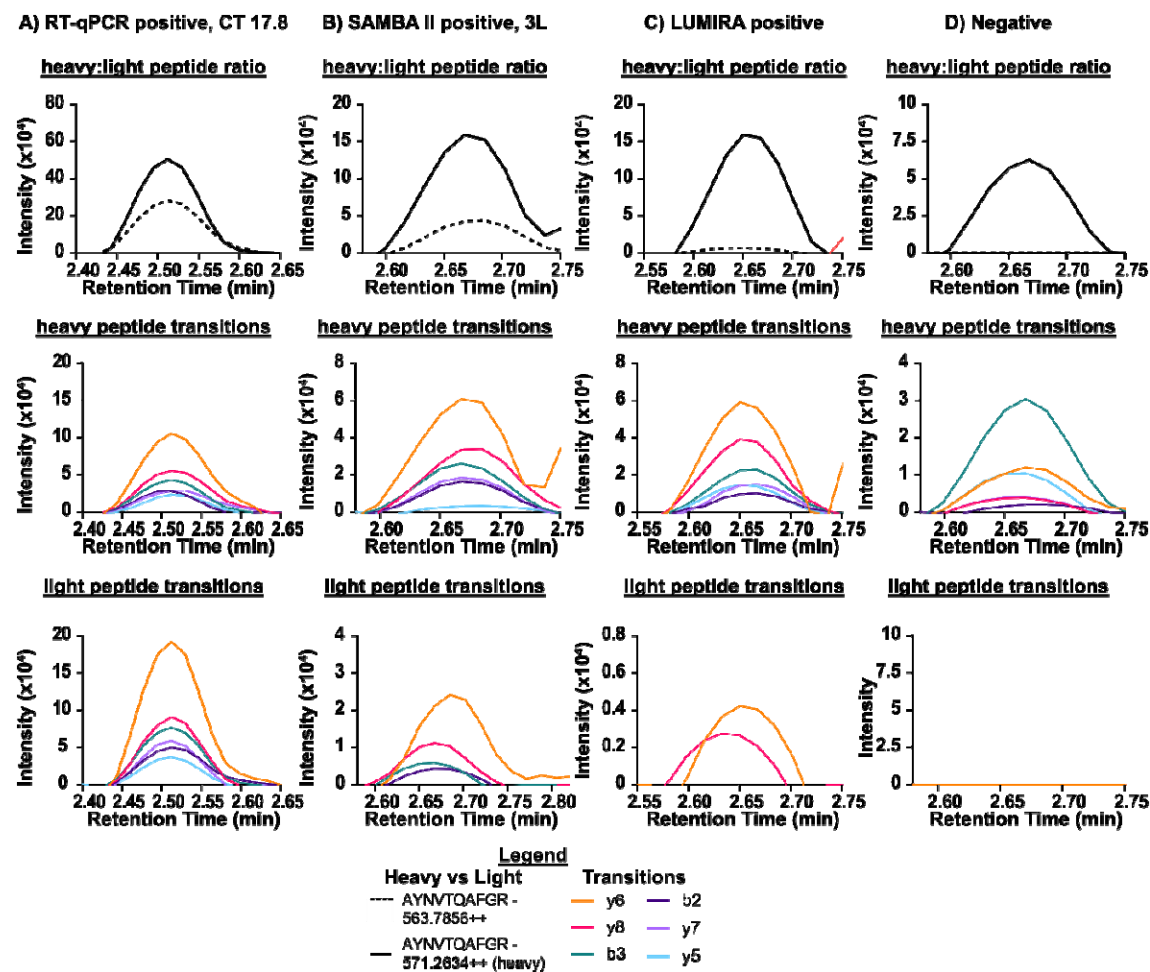 A) RT-qPCR positive, CT 17.8 B) SAMBA II positive, 3L C) LUMIRA positive D) Negative
heavy:light peptide ratio heavy:light peptide ratio heavy:light peptide ratio heavy:light peptide ratio
Intensity (x10⁴) Intensity (x10⁴) Intensity (x10⁴) Intensity (x10⁴)
80 20 20 10
60 15 15 7.5
40 10 10 5
20 5 5 2.5
0 0 0 0
2.40 2.45 2.50 2.55 2.60 2.65 2.60 2.65 2.70 2.75 2.55 2.60 2.65 2.70 2.75 2.60 2.65 2.70 2.75
Retention Time (min) Retention Time (min) Retention Time (min) Retention Time (min)
heavy peptide transitions heavy peptide transitions heavy peptide transitions heavy peptide transitions
Intensity (x10⁴) Intensity (x10⁴) Intensity (x10⁴) Intensity (x10⁴)
20 8 8 4
15 6 6 3
10 4 4 2
5 2 2 1
0 0 0 0
2.40 2.45 2.50 2.55 2.60 2.65 2.60 2.65 2.70 2.75 2.55 2.60 2.65 2.70 2.75 2.60 2.65 2.70 2.75
Retention Time (min) Retention Time (min) Retention Time (min) Retention Time (min)
light peptide transitions light peptide transitions light peptide transitions light peptide transitions
Intensity (x10⁴) Intensity (x10⁴) Intensity (x10⁴) Intensity
20 4 0.8 10
15 3 0.6 7.5
10 2 0.4 5
5 1 0.2 2.5
0 0 0 0
2.40 2.45 2.50 2.55 2.60 2.65 2.60 2.65 2.70 2.75 2.80 2.55 2.60 2.65 2.70 2.75 2.60 2.65 2.70 2.75
Retention Time (min) Retention Time (min) Retention Time (min) Retention Time (min)
Legend
Heavy vs Light Transitions
AYNVTQAFGR - y6 b2
563.7856++
y8 y7
AYNVTQAFGR - b3 y5
571.2634++ (heavy)